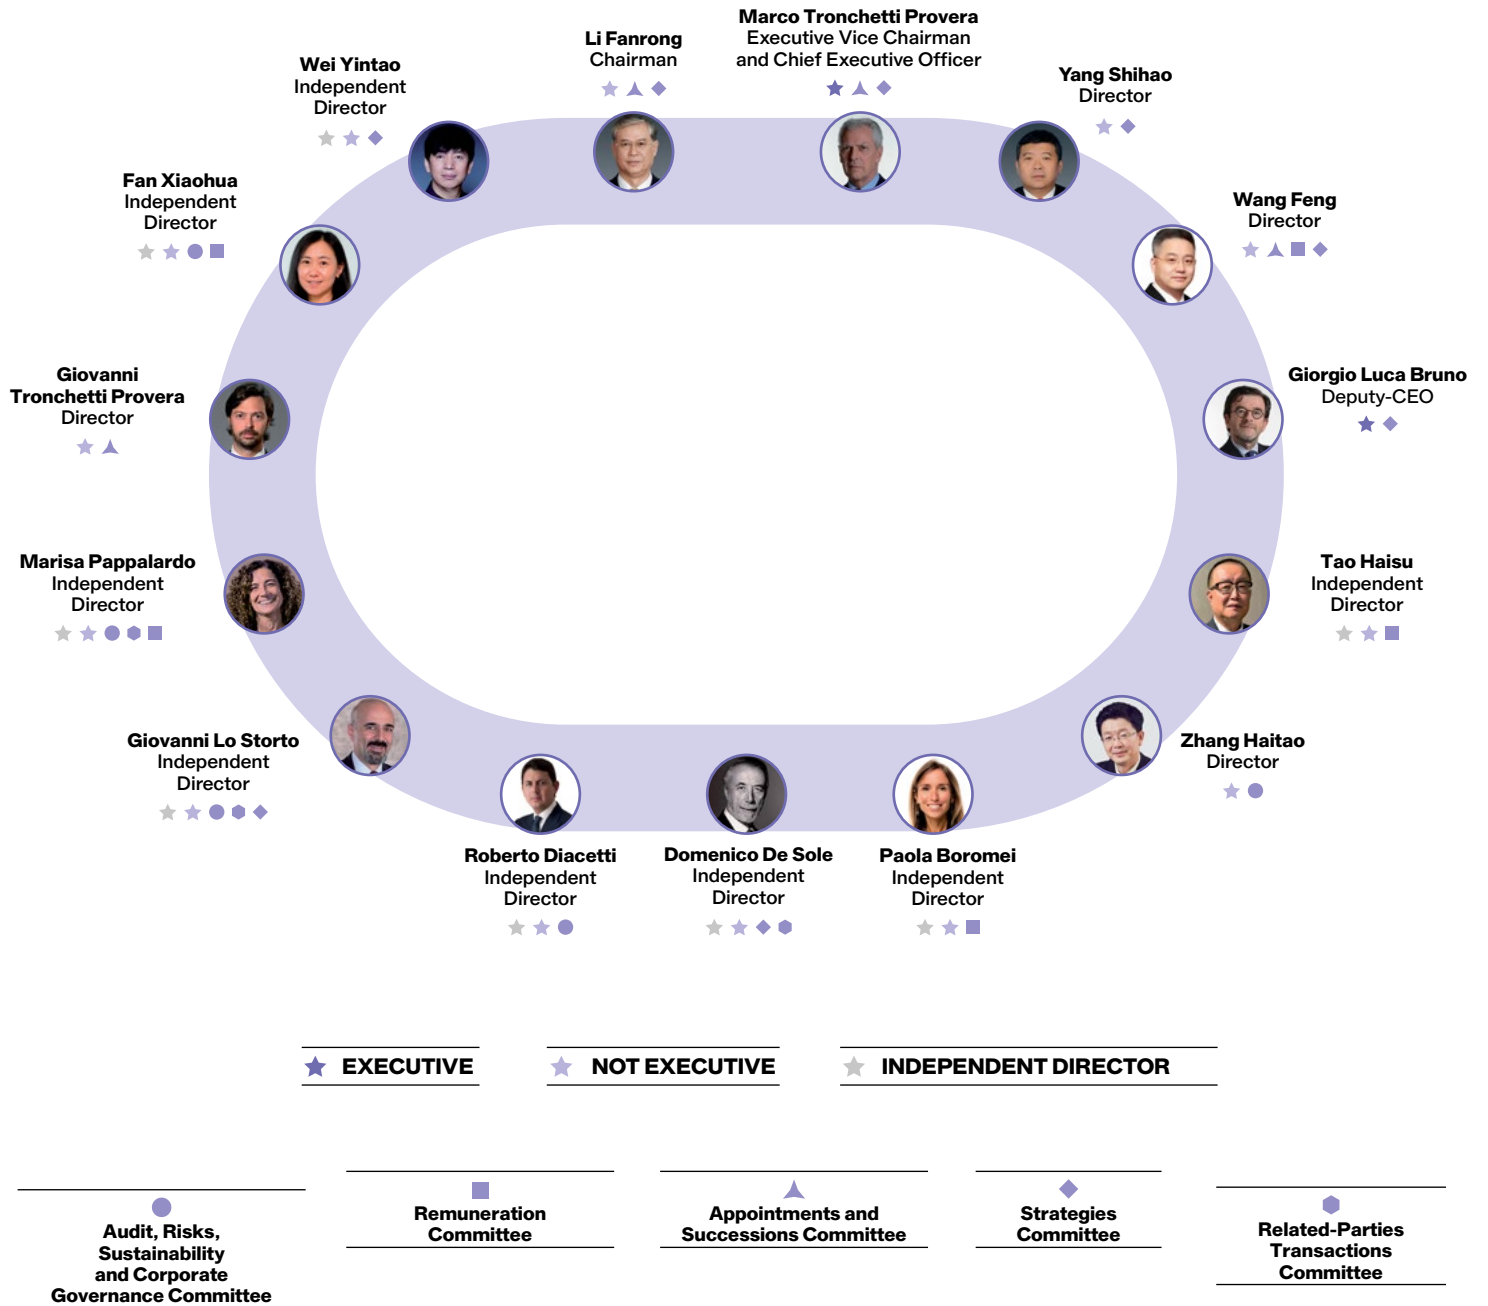 Marco Tronchetti Provera
Executive Vice Chairman
and Chief Executive Officer
Li Fanrong
Chairman
Wei Yintao
Independent
Director
Yang Shihao
Director
Fan Xiaohua
Independent
Director
Wang Feng
Director
Giovanni
Tronchetti Provera
Director
Giorgio Luca Bruno
Deputy-CEO
Marisa Pappalardo
Independent
Director
Tao Haisu
Independent
Director
Giovanni Lo Storto
Independent
Director
Zhang Haitao
Director
Roberto Diacetti
Independent
Director
Domenico De Sole
Independent
Director
Paola Boromei
Independent
Director
EXECUTIVE
NOT EXECUTIVE
INDEPENDENT DIRECTOR
Audit, Risks,
Sustainability
and Corporate
Governance Committee
Remuneration
Committee
Appointments and
Successions Committee
Strategies
Committee
Related-Parties
Transactions
Committee